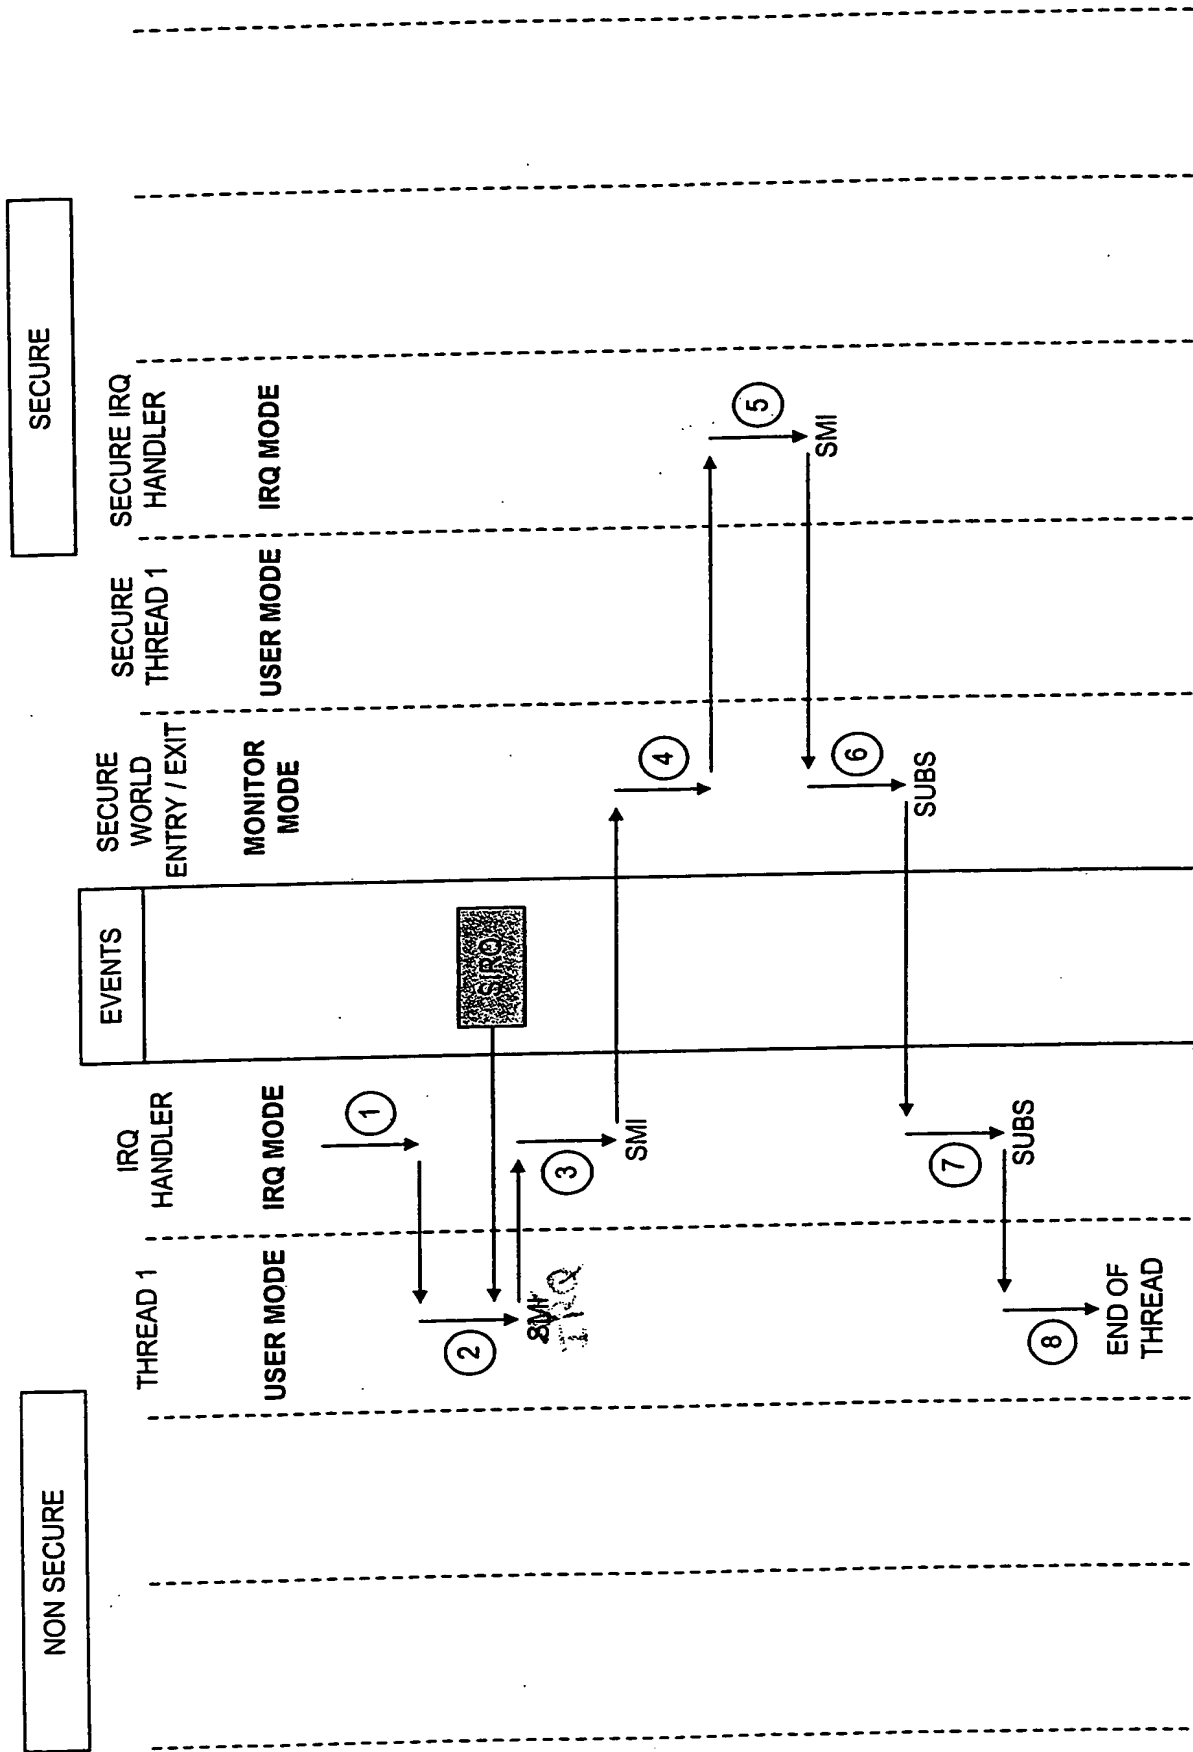 NON SECURE
SECURE
EVENTS
THREAD 1
USER MODE
IRQ
HANDLER
IRQ MODE
SECURE
WORLD
ENTRY / EXIT
MONITOR
MODE
SECURE
THREAD 1
USER MODE
SECURE IRQ
HANDLER
IRQ MODE
1
2
SIRQ
SMI
IRQ
3
SMI
4
5
SMI
6
SUBS
7
SUBS
8
END OF
THREAD